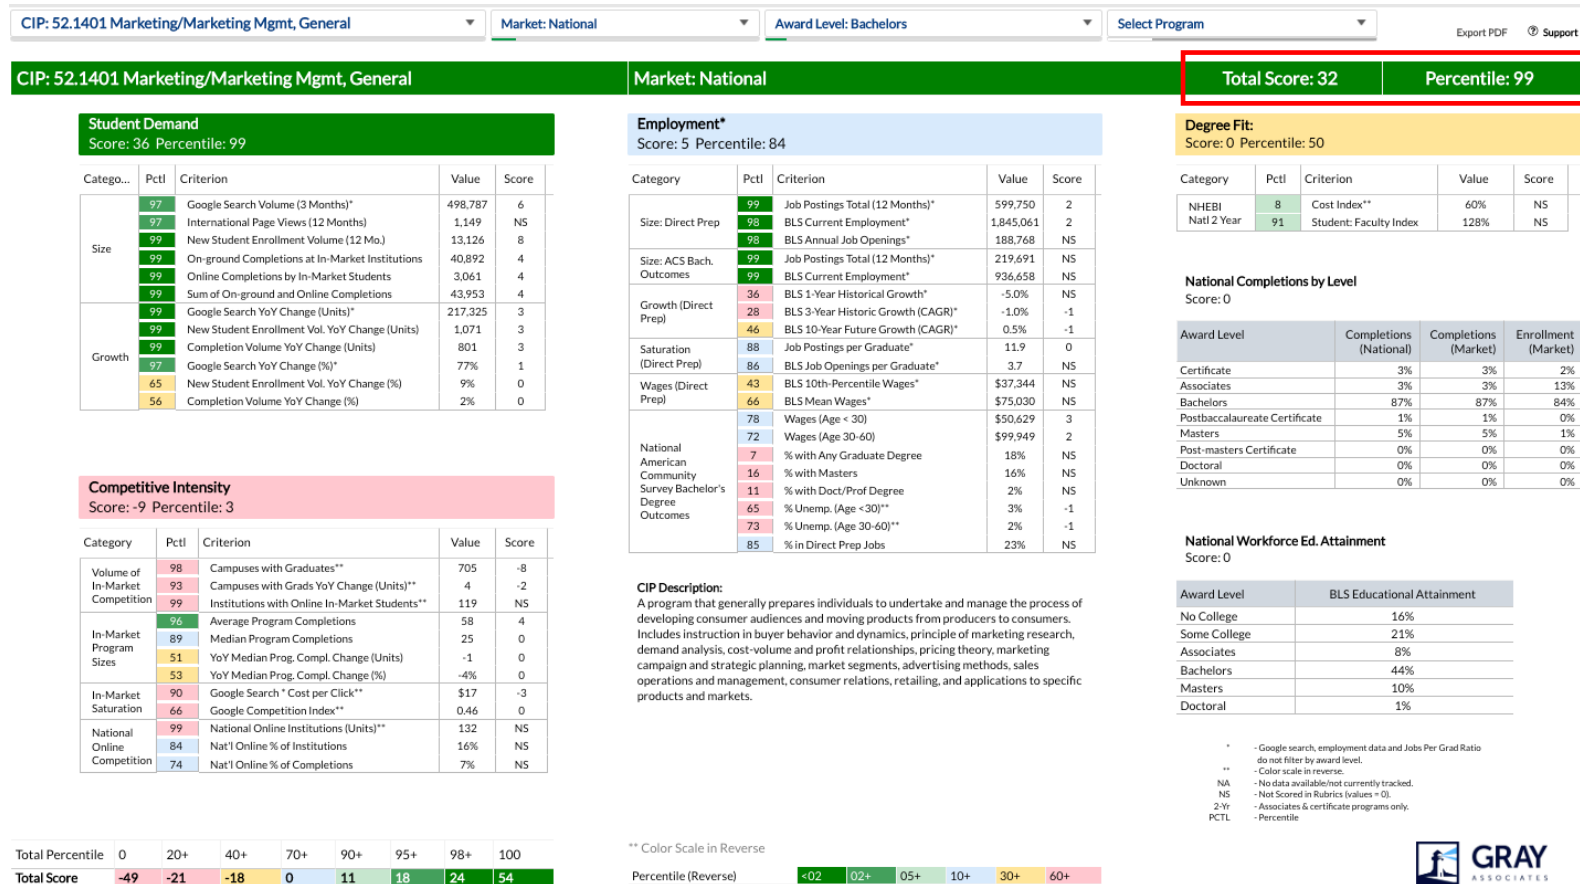 CIP: 52.1401 Marketing/Marketing Mgmt, General
Market: National
Award Level: Bachelors
Select Program
Export PDF
Support
CIP: 52.1401 Marketing/Marketing Mgmt, General
Market: National
Total Score: 32
Percentile: 99
Student Demand
Score: 36 Percentile: 99
Catego... Pctl Criterion Value Score
Size
97 Google Search Volume (3 Months)* 498,787 6
97 International Page Views (12 Months) 1,149 NS
99 New Student Enrollment Volume (12 Mo.) 13,126 8
99 On-ground Completions at In-Market Institutions 40,892 4
99 Online Completions by In-Market Students 3,061 4
99 Sum of On-ground and Online Completions 43,953 4
Growth
99 Google Search YoY Change (Units)* 217,325 3
99 New Student Enrollment Vol. YoY Change (Units) 1,071 3
99 Completion Volume YoY Change (Units) 801 3
97 Google Search YoY Change (%)* 77% 1
65 New Student Enrollment Vol. YoY Change (%) 9% 0
56 Completion Volume YoY Change (%) 2% 0
Competitive Intensity
Score: -9 Percentile: 3
Category Pctl Criterion Value Score
Volume of
In-Market
Competition
98 Campuses with Graduates** 705 -8
93 Campuses with Grads YoY Change (Units)** 4 -2
99 Institutions with Online In-Market Students** 119 NS
In-Market
Program
Sizes
96 Average Program Completions 58 4
89 Median Program Completions 25 0
51 YoY Median Prog. Compl. Change (Units) -1 0
53 YoY Median Prog. Compl. Change (%) -4% 0
In-Market
Saturation
90 Google Search * Cost per Click** $17 -3
66 Google Competition Index** 0.46 0
National
Online
Competition
99 National Online Institutions (Units)** 132 NS
84 Nat'l Online % of Institutions 16% NS
74 Nat'l Online % of Completions 7% NS
Total Percentile 0 20+ 40+ 70+ 90+ 95+ 98+ 100
Total Score -49 -21 -18 0 11 18 24 54
Employment*
Score: 5 Percentile: 84
Category Pctl Criterion Value Score
Size: Direct Prep
99 Job Postings Total (12 Months)* 599,750 2
98 BLS Current Employment* 1,845,061 2
98 BLS Annual Job Openings* 188,768 NS
Size: ACS Bach.
Outcomes
99 Job Postings Total (12 Months)* 219,691 NS
99 BLS Current Employment* 936,658 NS
Growth (Direct
Prep)
36 BLS 1-Year Historical Growth* -5.0% NS
28 BLS 3-Year Historic Growth (CAGR)* -1.0% -1
46 BLS 10-Year Future Growth (CAGR)* 0.5% -1
Saturation
(Direct Prep)
88 Job Postings per Graduate* 11.9 0
86 BLS Job Openings per Graduate* 3.7 NS
Wages (Direct
Prep)
43 BLS 10th-Percentile Wages* $37,344 NS
66 BLS Mean Wages* $75,030 NS
National
American
Community
Survey Bachelor's
Degree
Outcomes
78 Wages (Age < 30) $50,629 3
72 Wages (Age 30-60) $99,949 2
7 % with Any Graduate Degree 18% NS
16 % with Masters 16% NS
11 % with Doct/Prof Degree 2% NS
65 % Unemp. (Age <30)** 3% -1
73 % Unemp. (Age 30-60)** 2% -1
85 % in Direct Prep Jobs 23% NS
CIP Description:
A program that generally prepares individuals to undertake and manage the process of
developing consumer audiences and moving products from producers to consumers.
Includes instruction in buyer behavior and dynamics, principle of marketing research,
demand analysis, cost-volume and profit relationships, pricing theory, marketing
campaign and strategic planning, market segments, advertising methods, sales
operations and management, consumer relations, retailing, and applications to specific
products and markets.
** Color Scale in Reverse
Percentile (Reverse) <02 02+ 05+ 10+ 30+ 60+
Degree Fit:
Score: 0 Percentile: 50
Category Pctl Criterion Value Score
NHEBI
Natl 2 Year
8 Cost Index** 60% NS
91 Student: Faculty Index 128% NS
National Completions by Level
Score: 0
Award Level Completions (National) Completions (Market) Enrollment (Market)
Certificate 3% 3% 2%
Associates 3% 3% 13%
Bachelors 87% 87% 84%
Postbaccalaureate Certificate 1% 1% 0%
Masters 5% 5% 1%
Post-masters Certificate 0% 0% 0%
Doctoral 0% 0% 0%
Unknown 0% 0% 0%
National Workforce Ed. Attainment
Score: 0
Award Level BLS Educational Attainment
No College 16%
Some College 21%
Associates 8%
Bachelors 44%
Masters 10%
Doctoral 1%
* - Google search, employment data and Jobs Per Grad Ratio
do not filter by award level.
** - Color scale in reverse.
NA - No data available/not currently tracked.
NS - Not Scored in Rubrics (values = 0).
2-Yr - Associates & certificate programs only.
PCTL - Percentile
GRAY
ASSOCIATES